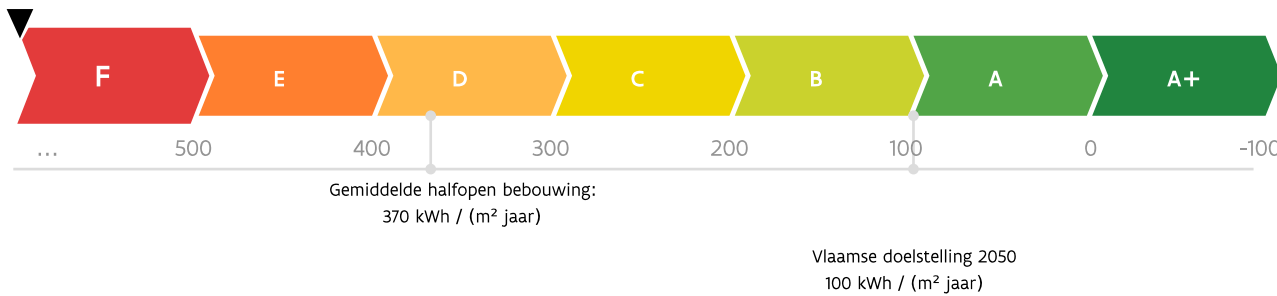 F E D C B A A+
... 500 400 300 200 100 0 -100
Gemiddelde halfopen bebouwing:
370 kWh / (m² jaar)
Vlaamse doelstelling 2050
100 kWh / (m² jaar)